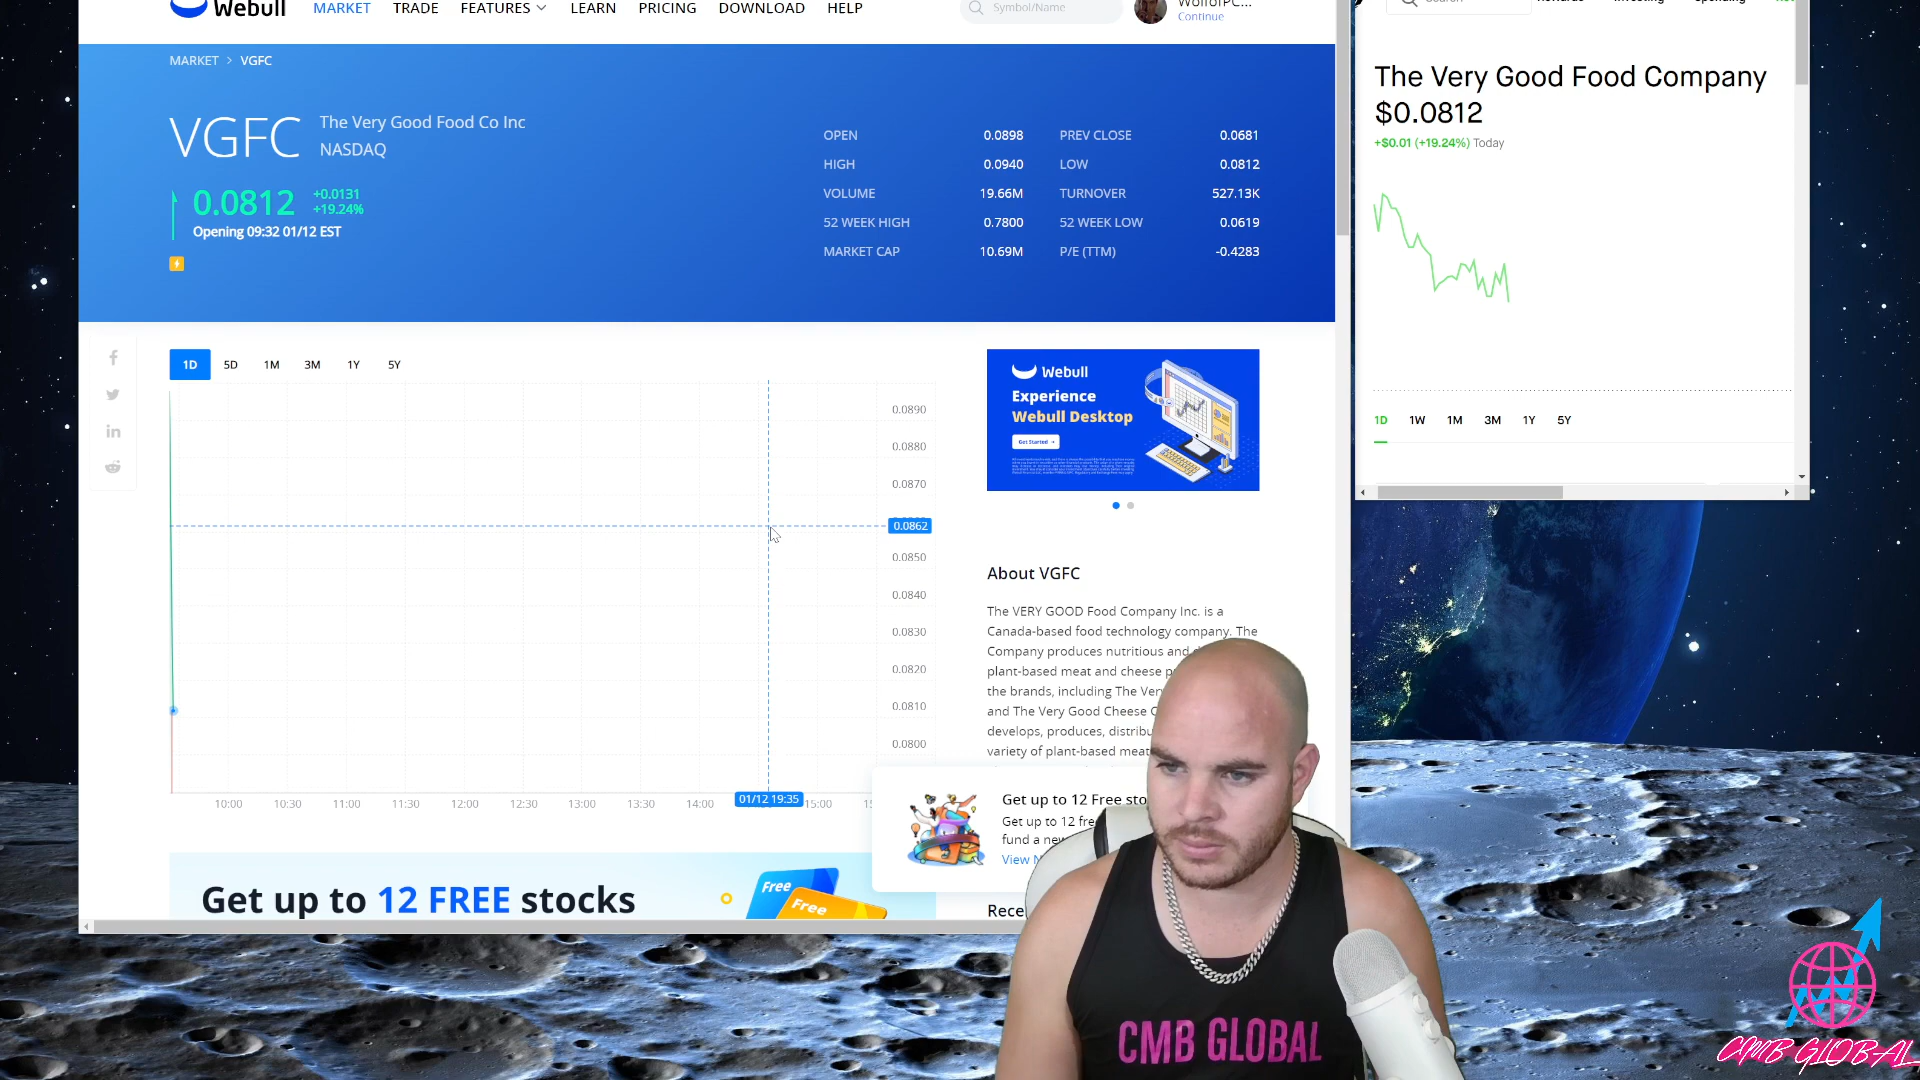 Webull
MARKET TRADE FEATURES LEARN PRICING DOWNLOAD HELP
Symbol/Name
Continue
MARKET > VGFC
VGFC
The Very Good Food Co Inc
NASDAQ
0.0812
+0.0131
+19.24%
Opening 09:32 01/12 EST
OPEN 0.0898 PREV CLOSE 0.0681
HIGH 0.0940 LOW 0.0812
VOLUME 19.66M TURNOVER 527.13K
52 WEEK HIGH 0.7800 52 WEEK LOW 0.0619
MARKET CAP 10.69M P/E (TTM) -0.4283
1D 5D 1M 3M 1Y 5Y
0.0890
0.0880
0.0870
0.0862
0.0850
0.0840
0.0830
0.0820
0.0810
0.0800
10:00 10:30 11:00 11:30 12:00 12:30 13:00 13:30 14:00 01/12 19:35 15:00
Webull
Experience
Webull Desktop
Get Started
About VGFC
The VERY GOOD Food Company Inc. is a
Canada-based food technology company. The
Company produces nutritious and
plant-based meat and cheese
the brands, including The Very
and The Very Good Cheese
develops, produces,
variety of plant-based meat
Get up to 12 Free
Get up to 12
fund a new
View
Get up to 12 FREE stocks
Free
Free
The Very Good Food Company
$0.0812
+$0.01 (+19.24%) Today
1D 1W 1M 3M 1Y 5Y
CMB GLOBAL
CMB GLOBAL